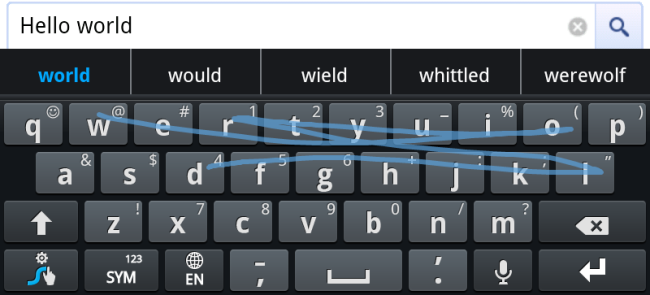 Hello world
world would wield whittled werewolf
q ☺ w @ e # r 1 t 2 y 3 u _ i % o ( p )
a & s $ d 4 f 5 g 6 h + j : k ; l "
z ! x 7 c 8 v 9 b 0 n / m ?
123 SYM EN - , ' .